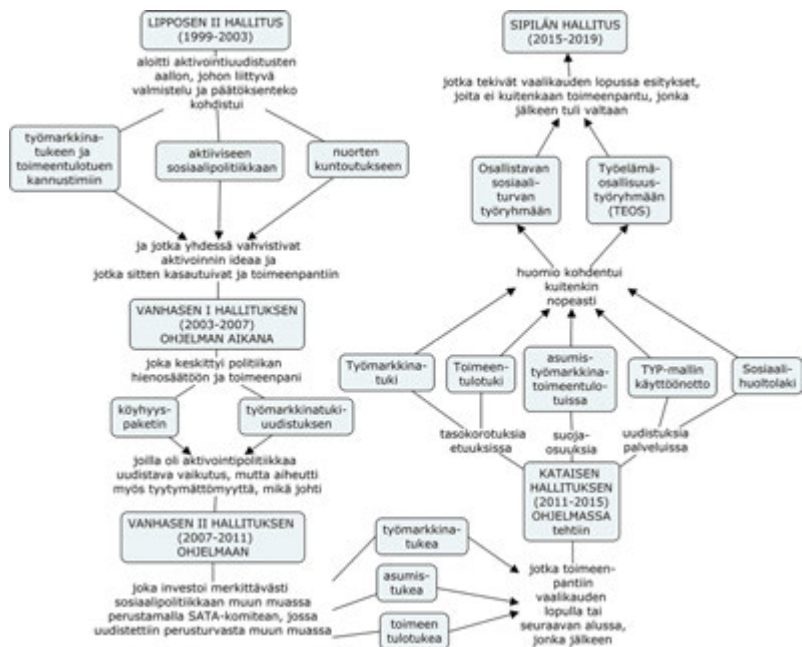 LIPPOSEN II HALLITUS
(1999-2003)
aloitti aktivointiuudistusten
aallon, johon liittyvä
valmistelu ja päätöksenteko
kohdistui
työmarkkina-
tukeen ja
toimeentulotuen
kannustimiin
aktiiviseen
sosiaalipolitiikkaan
nuorten
kuntoutukseen
ja jotka yhdessä vahvistivat
aktivoinnin ideaa ja
jotka sitten kasautuivat ja toimeenpantiin
VANHASEN I HALLITUKSEN
(2003-2007)
OHJELMAN AIKANA
joka keskittyi politiikan
hienosäätöön ja toimeenpani
köyhyys-
paketin
työmarkkinatuki-
uudistuksen
joilla oli aktivointipolitiikkaa
uudistava vaikutus, mutta aiheutti
myös tyytymättömyyttä, mikä johti
VANHASEN II HALLITUKSEN
(2007-2011)
OHJELMAAN
joka investoi merkittävästi
sosiaalipolitiikkaan muun muassa
perustamalla SATA-komitean, jossa
uudistettiin perusturvasta muun muassa
työmarkkina-
tukea
asumis-
tukea
toimeen
tulotukea
jotka toimeen-
pantiin
vaalikauden
lopulla tai
seuraavan alussa,
jonka jälkeen
KATAISEN
HALLITUKSEN
(2011-2015)
OHJELMASSA
tehtiin
tasokorotuksia
etuuksissa
suoja-
osuuksia
uudistuksia
palveluissa
Työmarkkina-
tuki
Toimeen-
tulotuki
asumis-
työmarkkina-
toimeentulo-
tuissa
TYP-mallin
käyttöönotto
Sosiaali-
huoltolaki
huomio kohdentui
kuitenkin
nopeasti
Osallistavan
sosiaali-
turvan
työryhmään
Työelämä-
osallisuus-
työryhmään
(TEOS)
jotka tekivät vaalikauden lopussa esitykset,
joita ei kuitenkaan toimeenpantu, jonka
jälkeen tuli valtaan
SIPILÄN HALLITUS
(2015-2019)